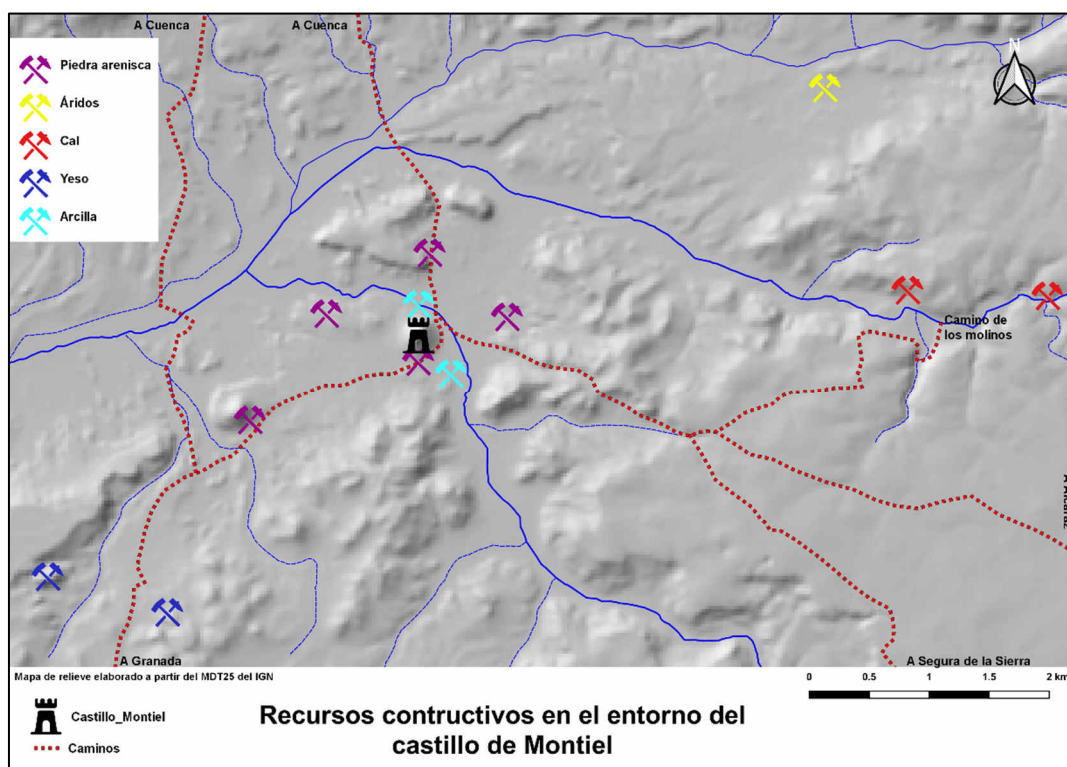 A Cuenca
A Cuenca
N
Piedra arenisca
Áridos
Cal
Yeso
Arcilla
Camino de
los molinos
A Alcaraz
A Granada
A Segura de la Sierra
Mapa de relieve elaborado a partir del MDT25 del IGN
0 0.5 1 1.5 2 km
Castillo_Montiel
Caminos
Recursos contructivos en el entorno del
castillo de Montiel